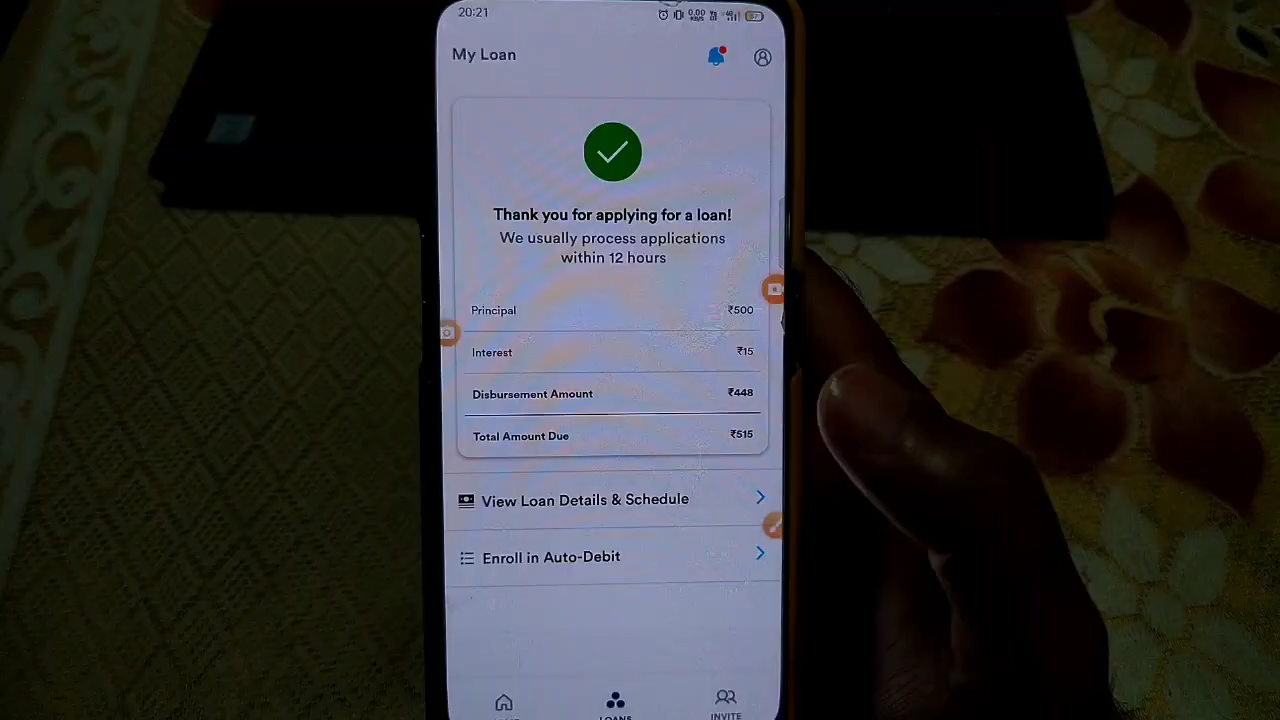 20:21
My Loan
Thank you for applying for a loan!
We usually process applications
within 12 hours
Principal ₹500
Interest ₹15
Disbursement Amount ₹448
Total Amount Due ₹515
View Loan Details & Schedule
Enroll in Auto-Debit
LOANS
INVITE